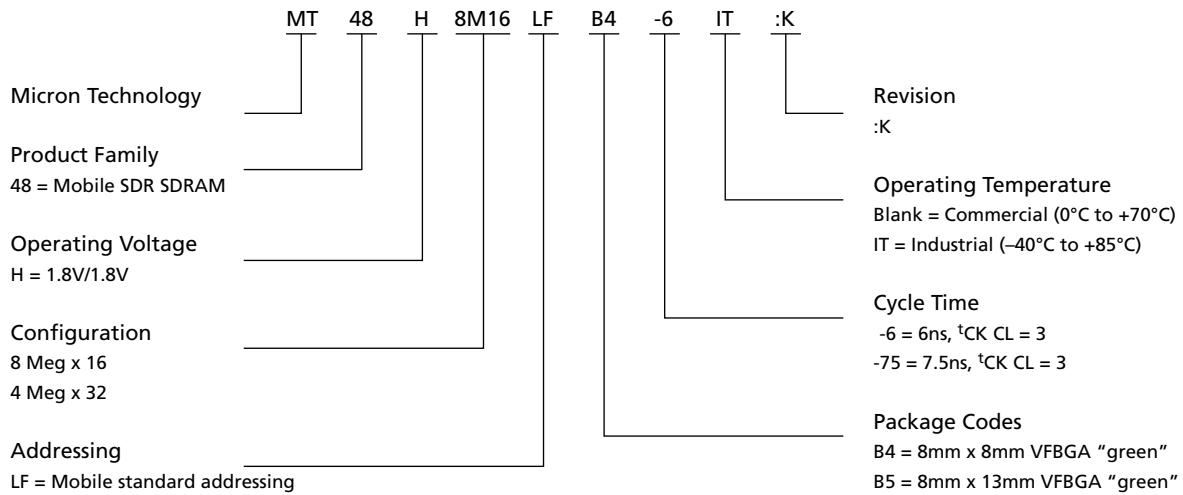 MT 48 H 8M16 LF B4 -6 IT :K
Micron Technology
Product Family
48 = Mobile SDR SDRAM
Operating Voltage
H = 1.8V/1.8V
Configuration
8 Meg x 16
4 Meg x 32
Addressing
LF = Mobile standard addressing
Revision
:K
Operating Temperature
Blank = Commercial (0°C to +70°C)
IT = Industrial (–40°C to +85°C)
Cycle Time
-6 = 6ns, ᵗCK CL = 3
-75 = 7.5ns, ᵗCK CL = 3
Package Codes
B4 = 8mm x 8mm VFBGA “green”
B5 = 8mm x 13mm VFBGA “green”